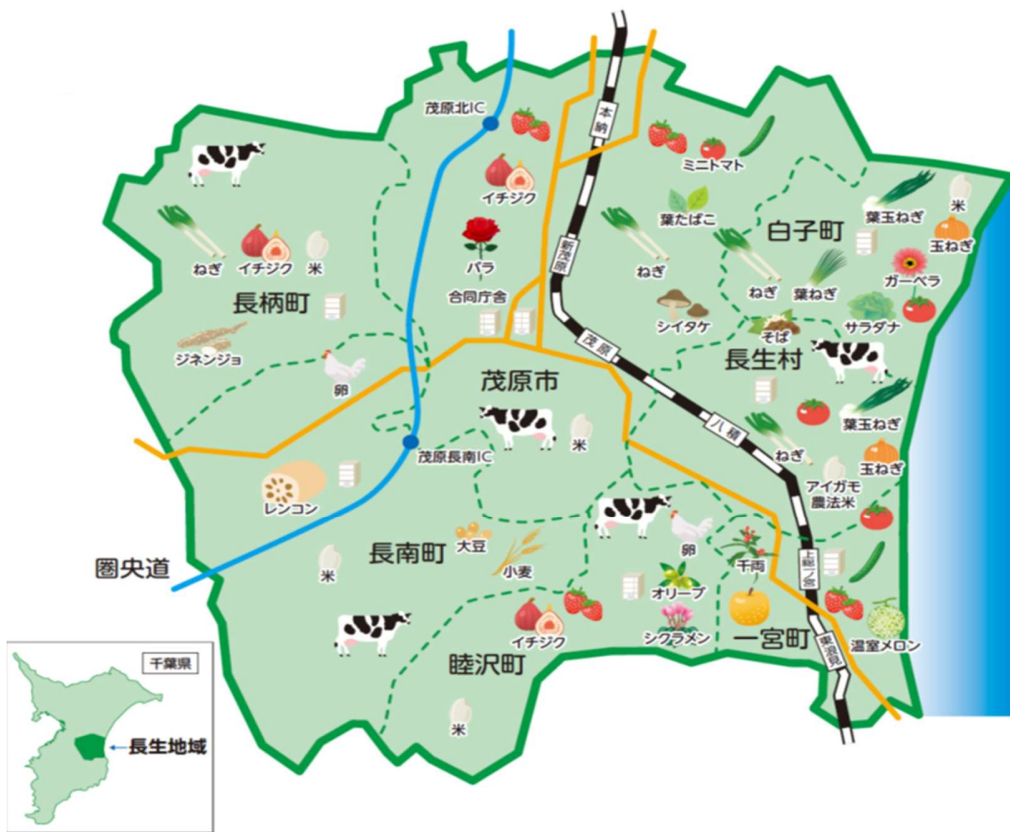 本納
茂原北IC
ミニトマト
イチジク
葉たばこ
葉玉ねぎ
米
白子町
玉ねぎ
新茂原
ねぎ
イチジク
米
バラ
ねぎ
ねぎ
葉ねぎ
ガーベラ
長柄町
合同庁舎
シイタケ
そば
サラダナ
ジネンジョ
茂原
長生村
卵
茂原市
八積
葉玉ねぎ
茂原長南IC
米
ねぎ
玉ねぎ
アイガモ
農法米
レンコン
長南町
大豆
卵
千両
上総一ノ宮
圏央道
米
小麦
オリーブ
イチジク
シクラメン
一宮町
東浪見
温室メロン
睦沢町
米
千葉県
長生地域